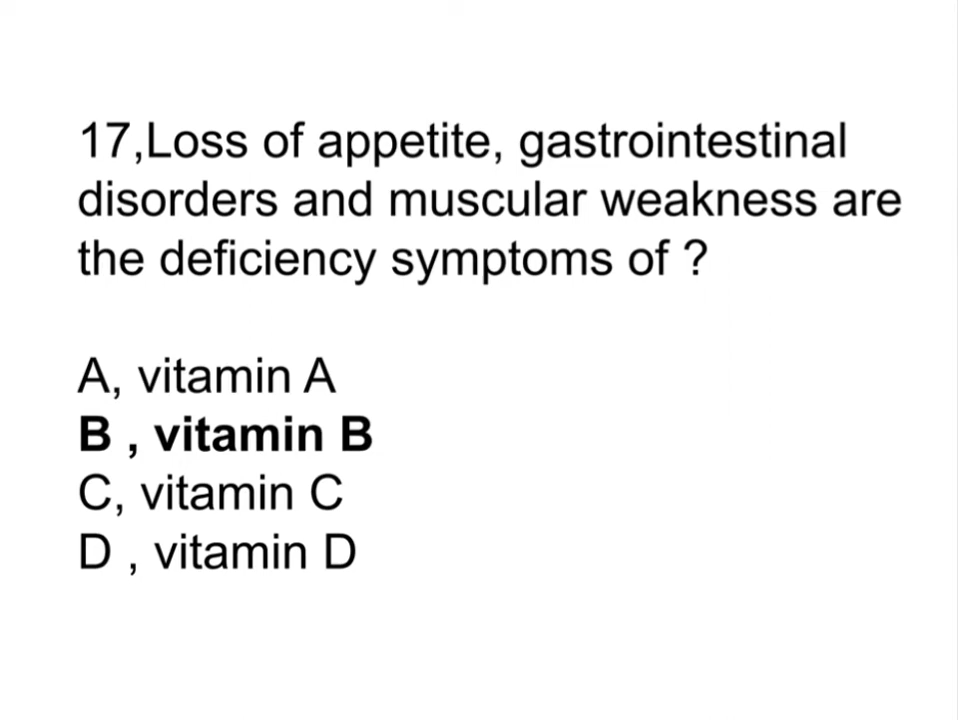 17,Loss of appetite, gastrointestinal
disorders and muscular weakness are
the deficiency symptoms of ?
A, vitamin A
B , vitamin B
C, vitamin C
D , vitamin D